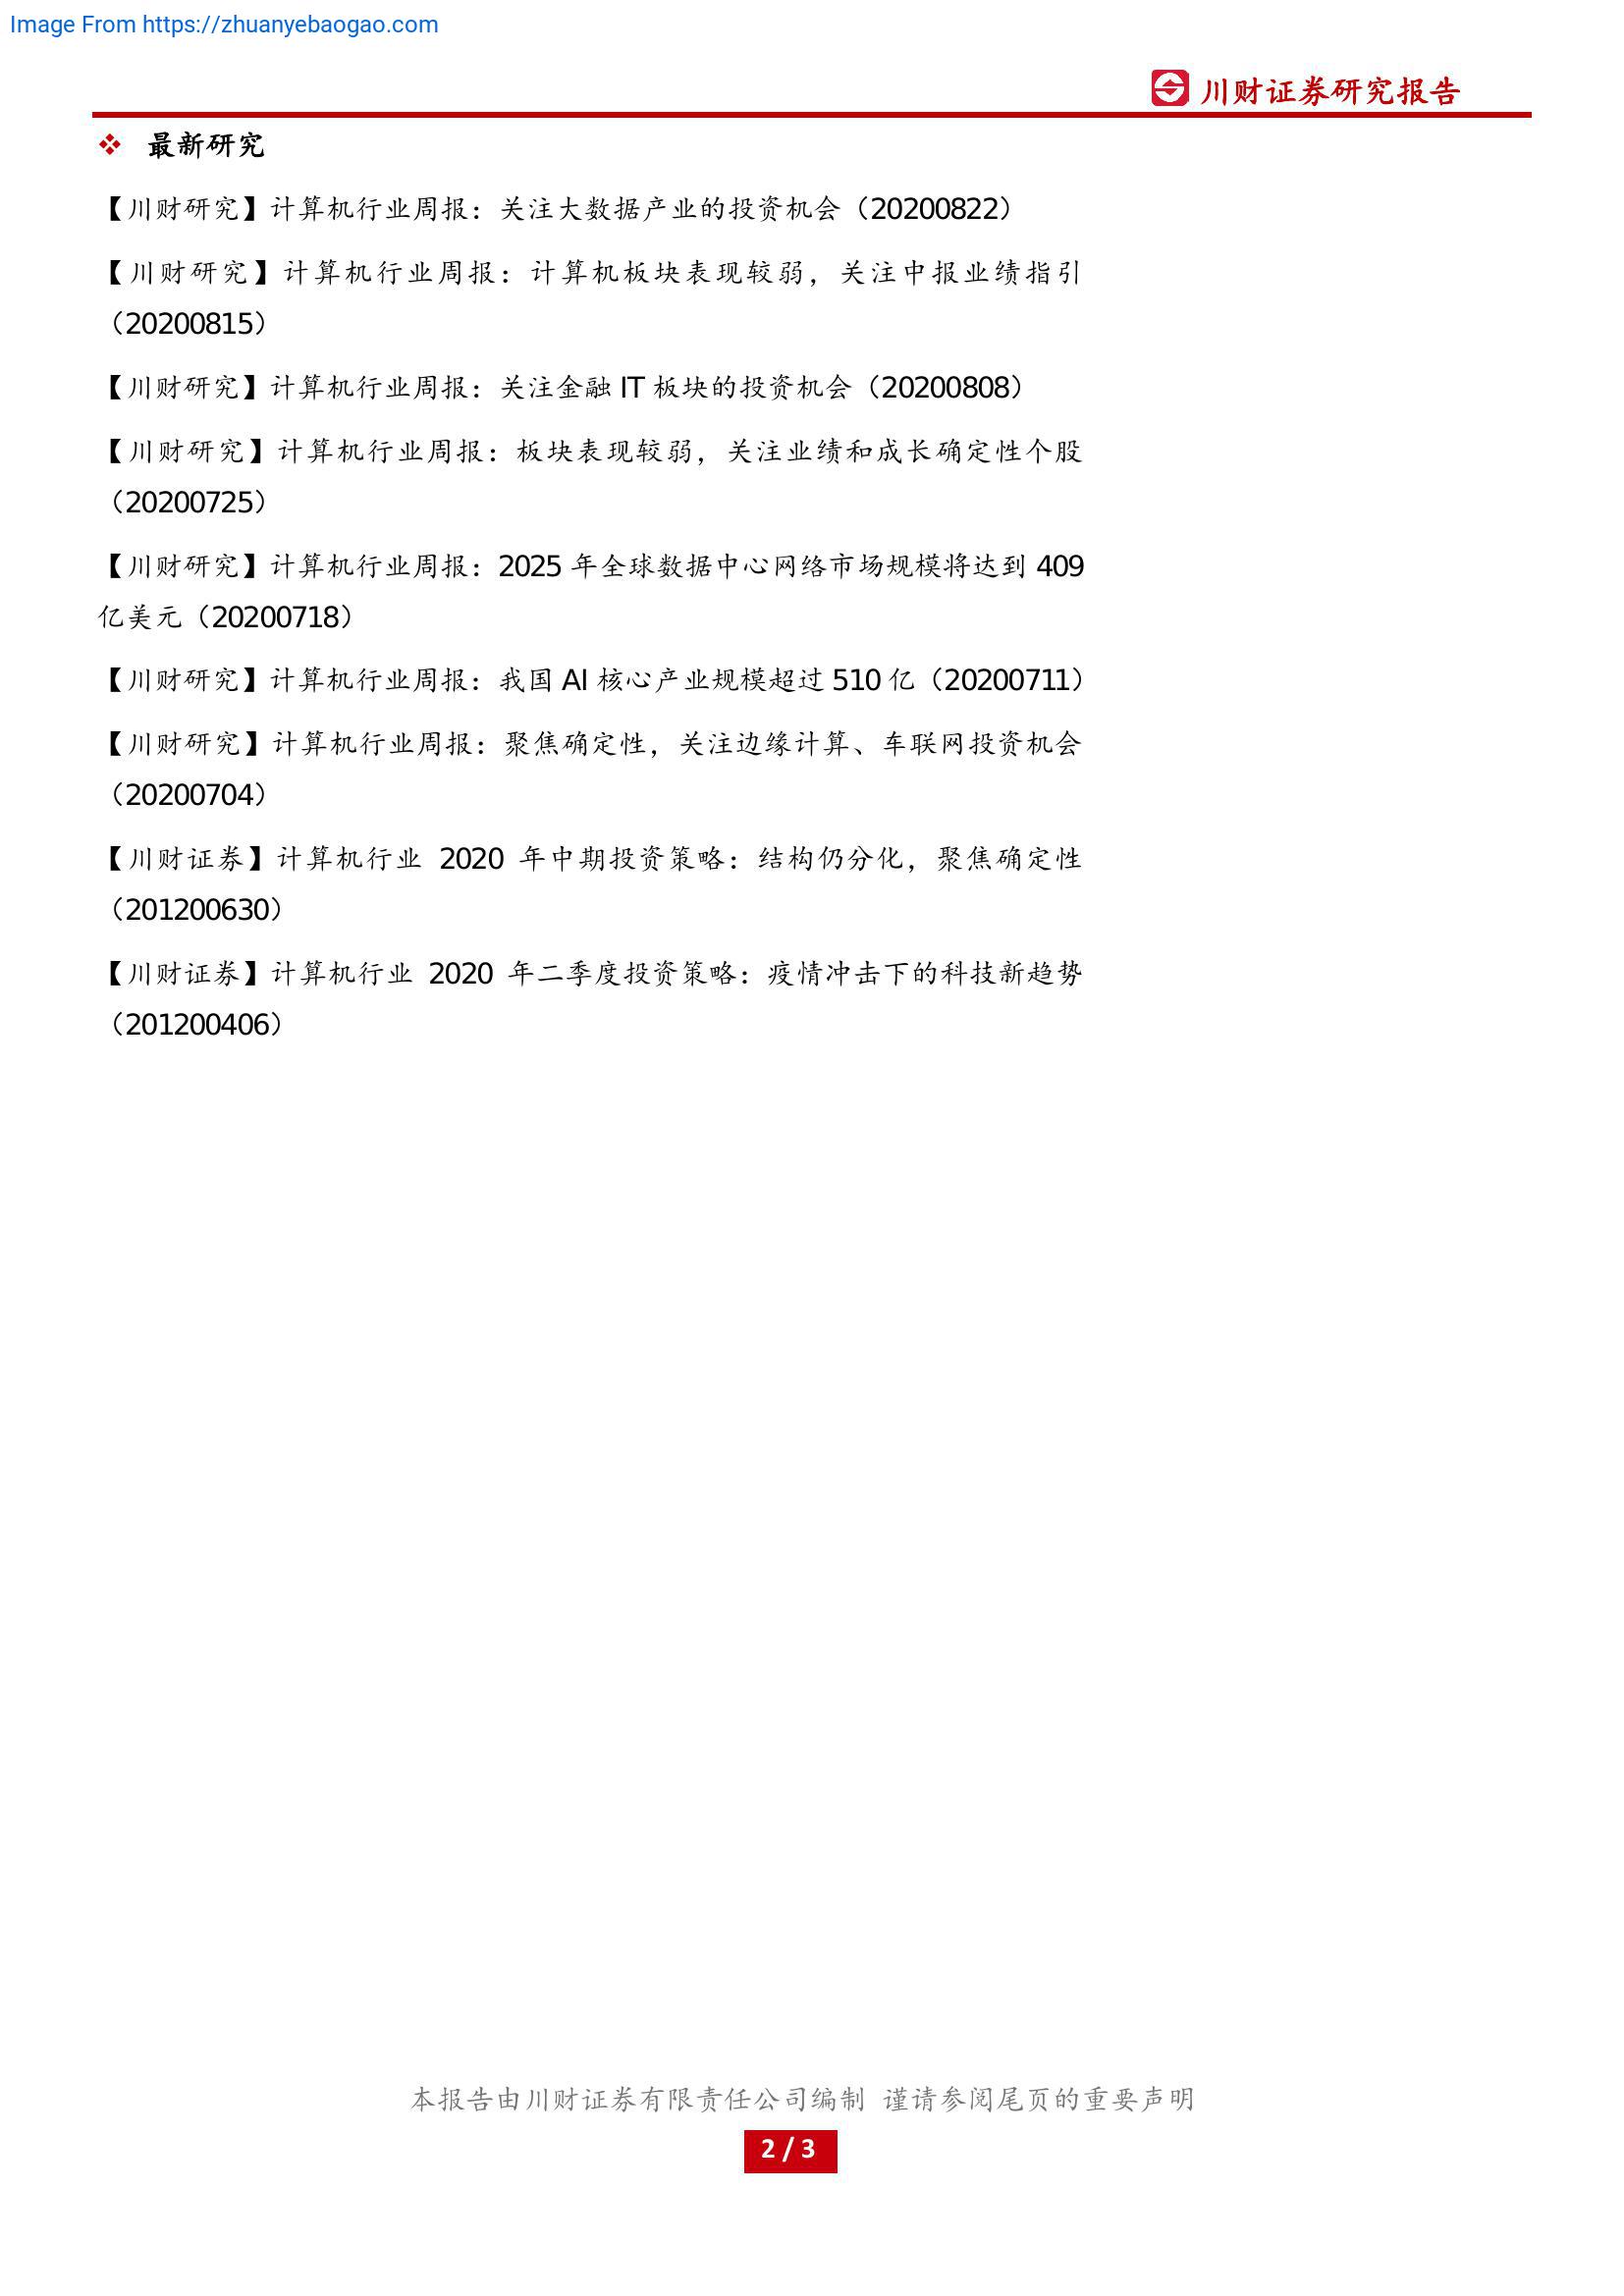 Image From https://zhuanyebaogao.com
川财证券研究报告
❖ 最新研究
【川财研究】计算机行业周报：关注大数据产业的投资机会（20200822）
【川财研究】计算机行业周报：计算机板块表现较弱，关注中报业绩指引
（20200815）
【川财研究】计算机行业周报：关注金融 IT 板块的投资机会（20200808）
【川财研究】计算机行业周报：板块表现较弱，关注业绩和成长确定性个股
（20200725）
【川财研究】计算机行业周报：2025 年全球数据中心网络市场规模将达到 409
亿美元（20200718）
【川财研究】计算机行业周报：我国 AI 核心产业规模超过 510 亿（20200711）
【川财研究】计算机行业周报：聚焦确定性，关注边缘计算、车联网投资机会
（20200704）
【川财证券】计算机行业 2020 年中期投资策略：结构仍分化，聚焦确定性
（201200630）
【川财证券】计算机行业 2020 年二季度投资策略：疫情冲击下的科技新趋势
（201200406）
本报告由川财证券有限责任公司编制 谨请参阅尾页的重要声明
2 / 3